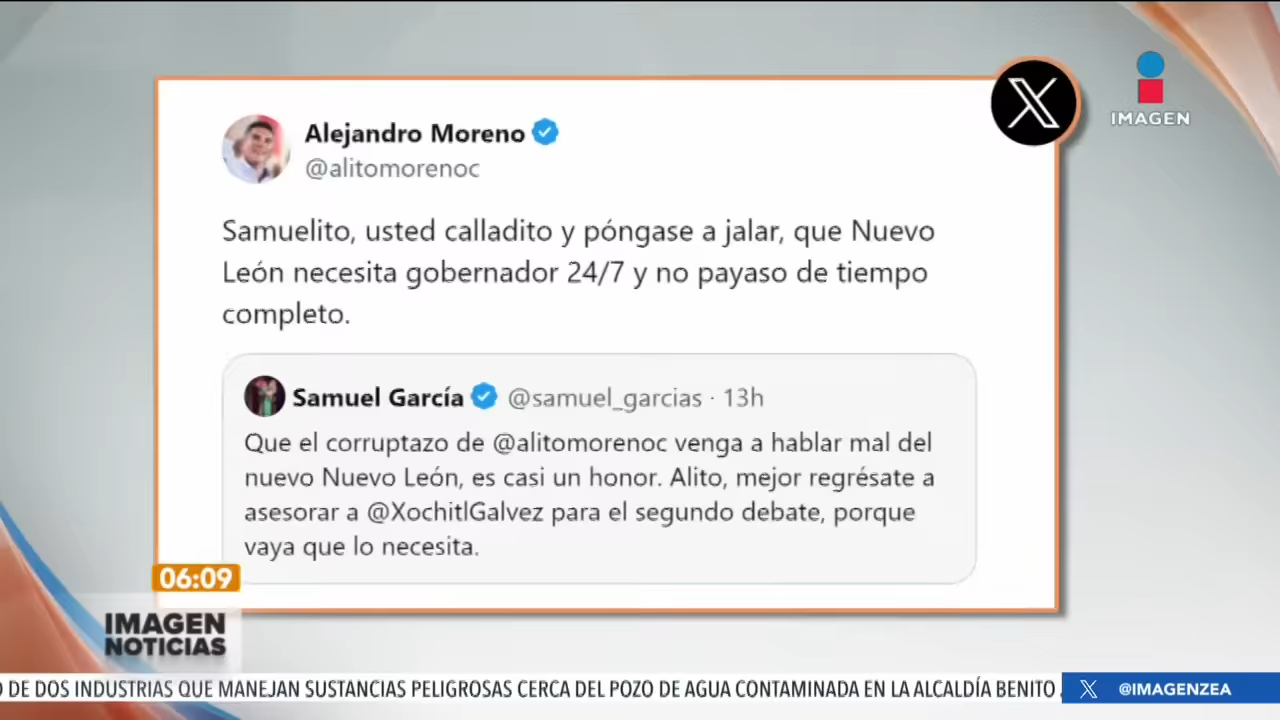 IMAGEN
Alejandro Moreno
@alitomorenoc
Samuelito, usted calladito y póngase a jalar, que Nuevo
León necesita gobernador 24/7 y no payaso de tiempo
completo.
Samuel García @samuel_garcias · 13h
Que el corruptazo de @alitomorenoc venga a hablar mal del
nuevo Nuevo León, es casi un honor. Alito, mejor regrésate a
asesorar a @XochitlGalvez para el segundo debate, porque
vaya que lo necesita.
06:09
IMAGEN
NOTICIAS
O DE DOS INDUSTRIAS QUE MANEJAN SUSTANCIAS PELIGROSAS CERCA DEL POZO DE AGUA CONTAMINADA EN LA ALCALDÍA BENITO
@IMAGENZEA